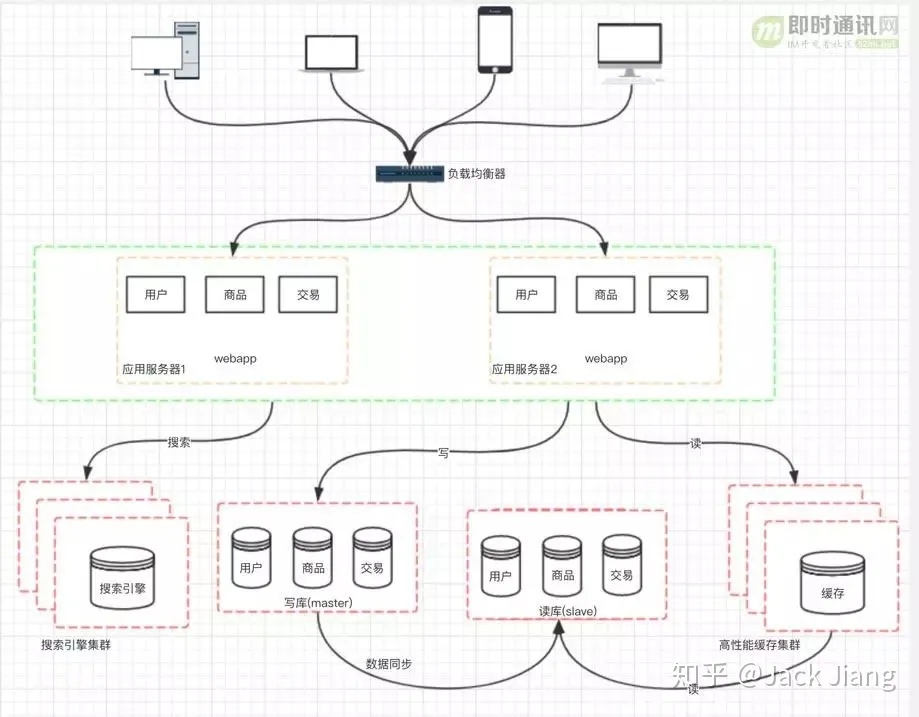 即时通讯网
IM开发者社区 52im.net
负载均衡器
用户
商品
交易
webapp
应用服务器1
用户
商品
交易
webapp
应用服务器2
搜索
写
读
搜索引擎
搜索引擎集群
用户
商品
交易
写库(master)
用户
商品
交易
读库(slave)
缓存
高性能缓存集群
数据同步
读
知乎 @Jack Jiang